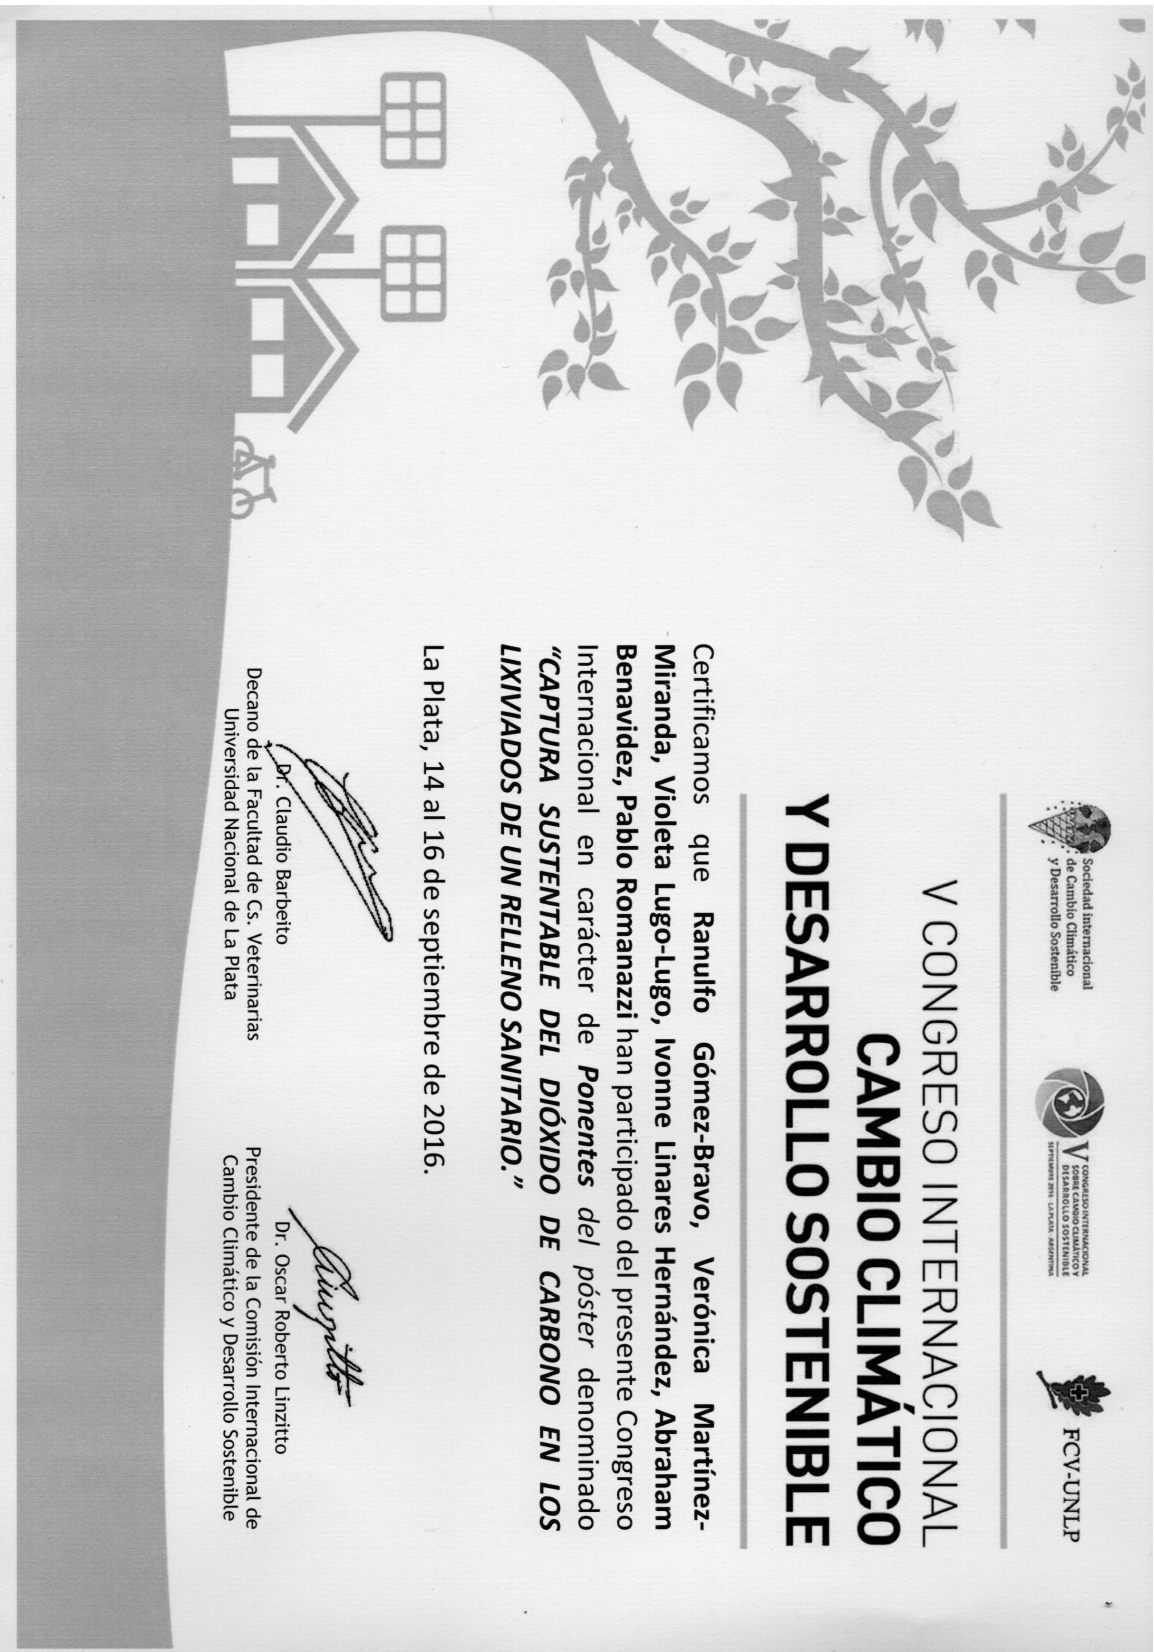 Sociedad internacional
de Cambio Climático
y Desarrollo Sostenible
V CONGRESO INTERNACIONAL
SOBRE CAMBIO CLIMÁTICO Y
DESARROLLO SOSTENIBLE
SEPTIEMBRE 2016 - LA PLATA - ARGENTINA
FCV-UNLP
V CONGRESO INTERNACIONAL
CAMBIO CLIMÁTICO
Y DESARROLLO SOSTENIBLE
Certificamos que Ranulfo Gómez-Bravo, Verónica Martínez-
Miranda, Violeta Lugo-Lugo, Ivonne Linares Hernández, Abraham
Benavidez, Pablo Romanazzi han participado del presente Congreso
Internacional en carácter de Ponentes del póster denominado
“CAPTURA SUSTENTABLE DEL DIÓXIDO DE CARBONO EN LOS
LIXIVIADOS DE UN RELLENO SANITARIO.”
La Plata, 14 al 16 de septiembre de 2016.
Dr. Claudio Barbeito
Decano de la Facultad de Cs. Veterinarias
Universidad Nacional de La Plata
Dr. Oscar Roberto Linzitto
Presidente de la Comisión Internacional de
Cambio Climático y Desarrollo Sostenible